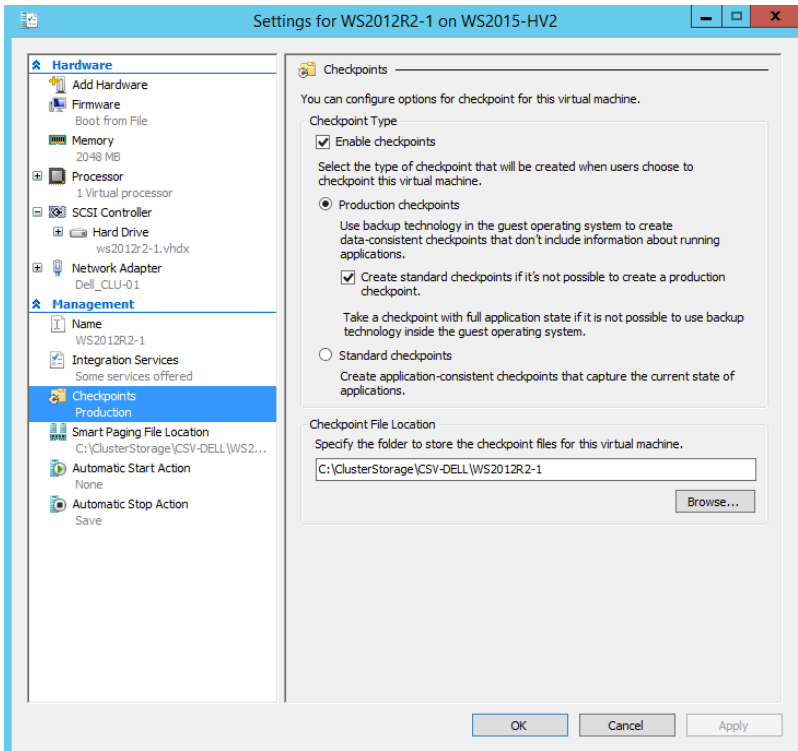 Settings for WS2012R2-1 on WS2015-HV2
Hardware
Add Hardware
Firmware
Boot from File
Memory
2048 MB
Processor
1 Virtual processor
SCSI Controller
Hard Drive
ws2012r2-1.vhdx
Network Adapter
Dell_CLU-01
Management
Name
WS2012R2-1
Integration Services
Some services offered
Checkpoints
Production
Smart Paging File Location
C:\ClusterStorage\CSV-DELL\WS2...
Automatic Start Action
None
Automatic Stop Action
Save
Checkpoints
You can configure options for checkpoint for this virtual machine.
Checkpoint Type
Enable checkpoints
Select the type of checkpoint that will be created when users choose to
checkpoint this virtual machine.
Production checkpoints
Use backup technology in the guest operating system to create
data-consistent checkpoints that don't include information about running
applications.
Create standard checkpoints if it's not possible to create a production
checkpoint.
Take a checkpoint with full application state if it is not possible to use backup
technology inside the guest operating system.
Standard checkpoints
Create application-consistent checkpoints that capture the current state of
applications.
Checkpoint File Location
Specify the folder to store the checkpoint files for this virtual machine.
C:\ClusterStorage\CSV-DELL\WS2012R2-1
Browse...
OK
Cancel
Apply